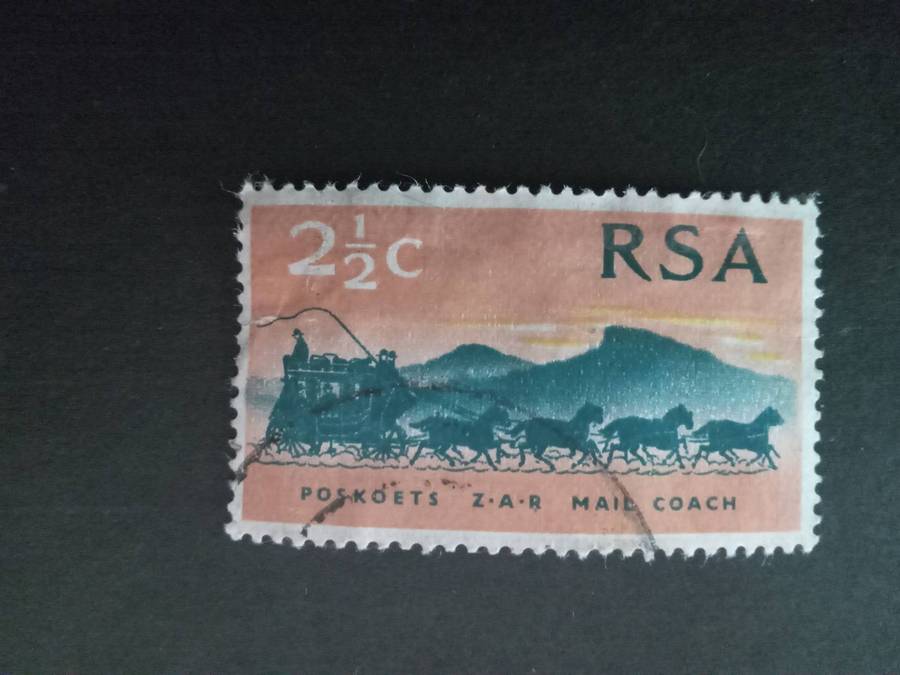 2½c RSA
POSKOETS Z·A·R MAIL COACH